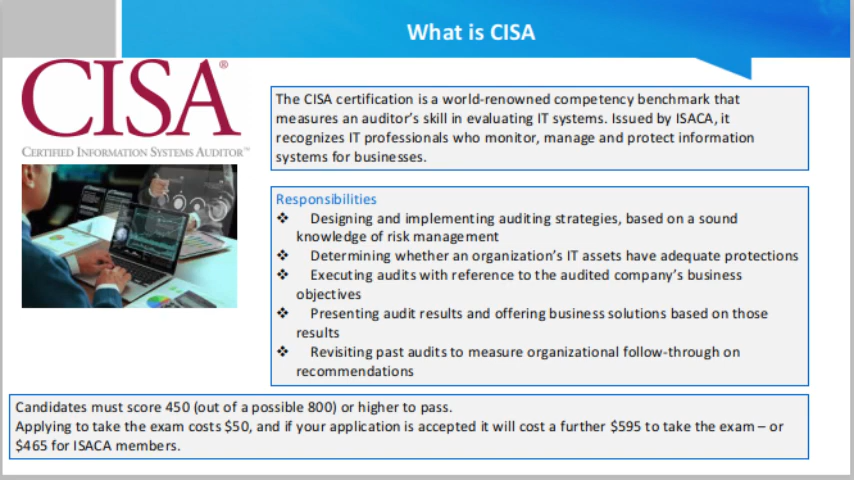 What is CISA
CISA®
CERTIFIED INFORMATION SYSTEMS AUDITOR™
The CISA certification is a world-renowned competency benchmark that
measures an auditor's skill in evaluating IT systems. Issued by ISACA, it
recognizes IT professionals who monitor, manage and protect information
systems for businesses.
Responsibilities
❖ Designing and implementing auditing strategies, based on a sound
knowledge of risk management
❖ Determining whether an organization's IT assets have adequate protections
❖ Executing audits with reference to the audited company's business
objectives
❖ Presenting audit results and offering business solutions based on those
results
❖ Revisiting past audits to measure organizational follow-through on
recommendations
Candidates must score 450 (out of a possible 800) or higher to pass.
Applying to take the exam costs $50, and if your application is accepted it will cost a further $595 to take the exam – or
$465 for ISACA members.